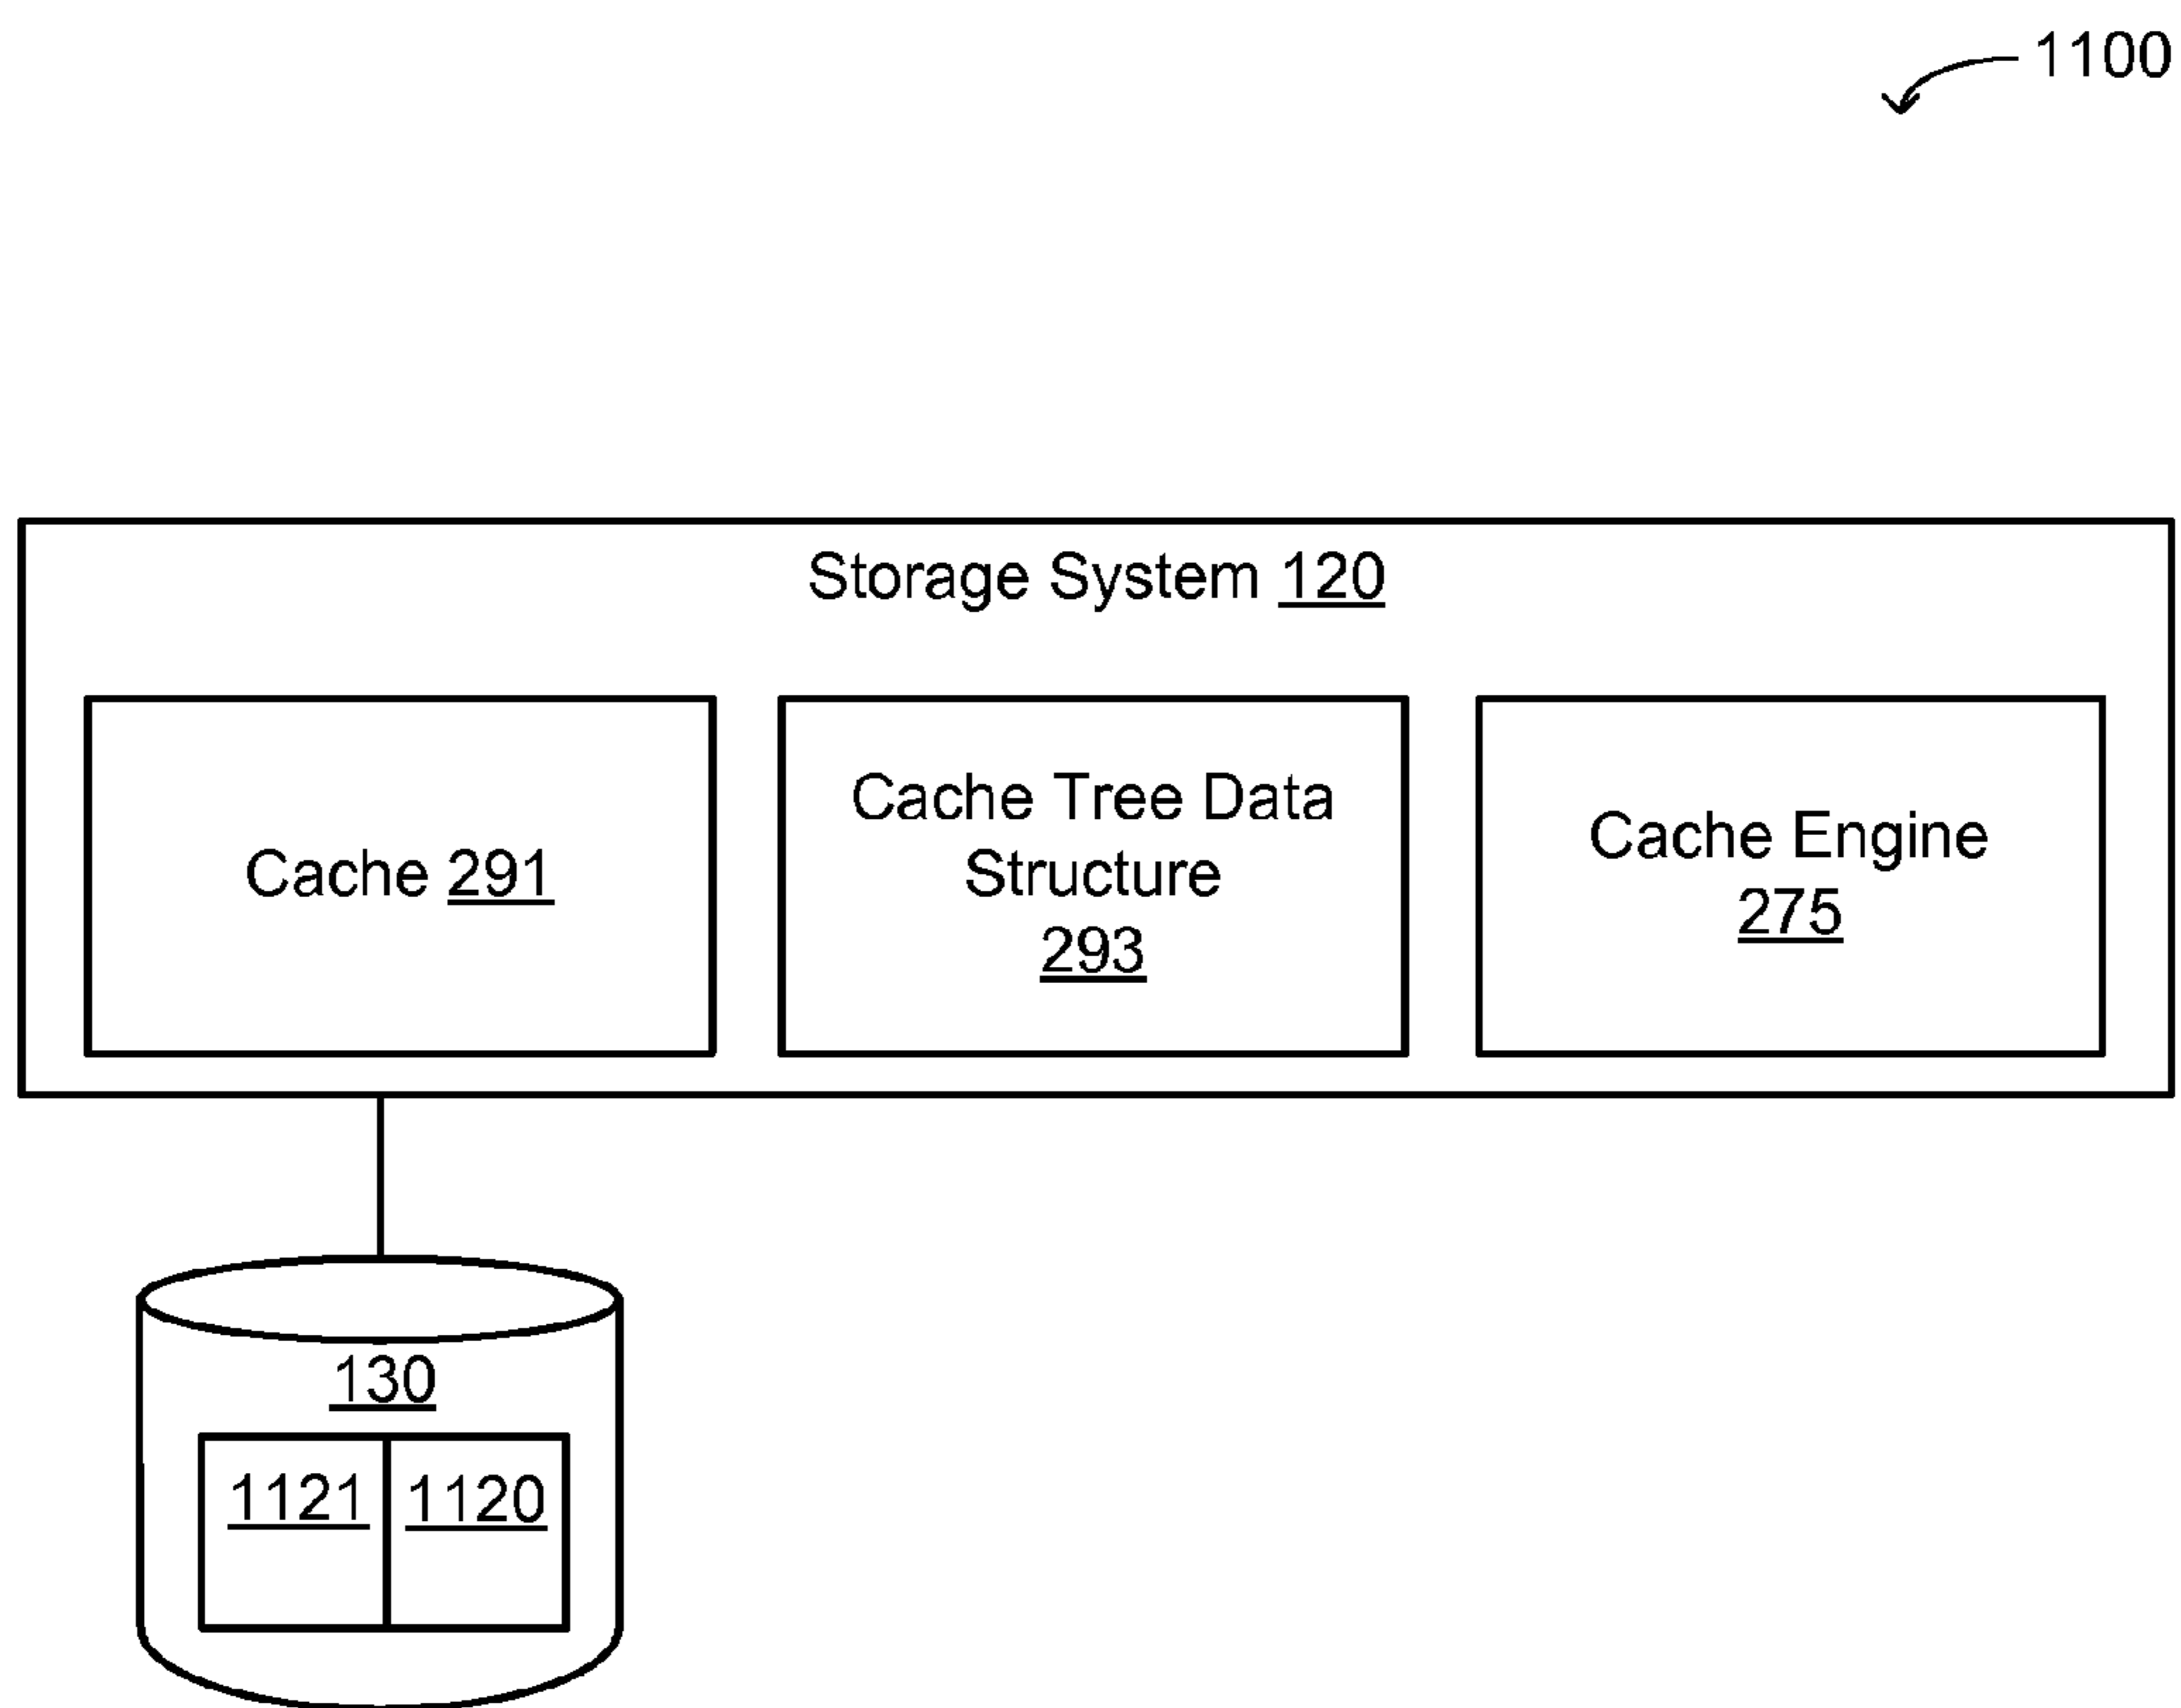 1100
Storage System 120
Cache 291
Cache Tree Data
Structure
293
Cache Engine
275
130
1121
1120